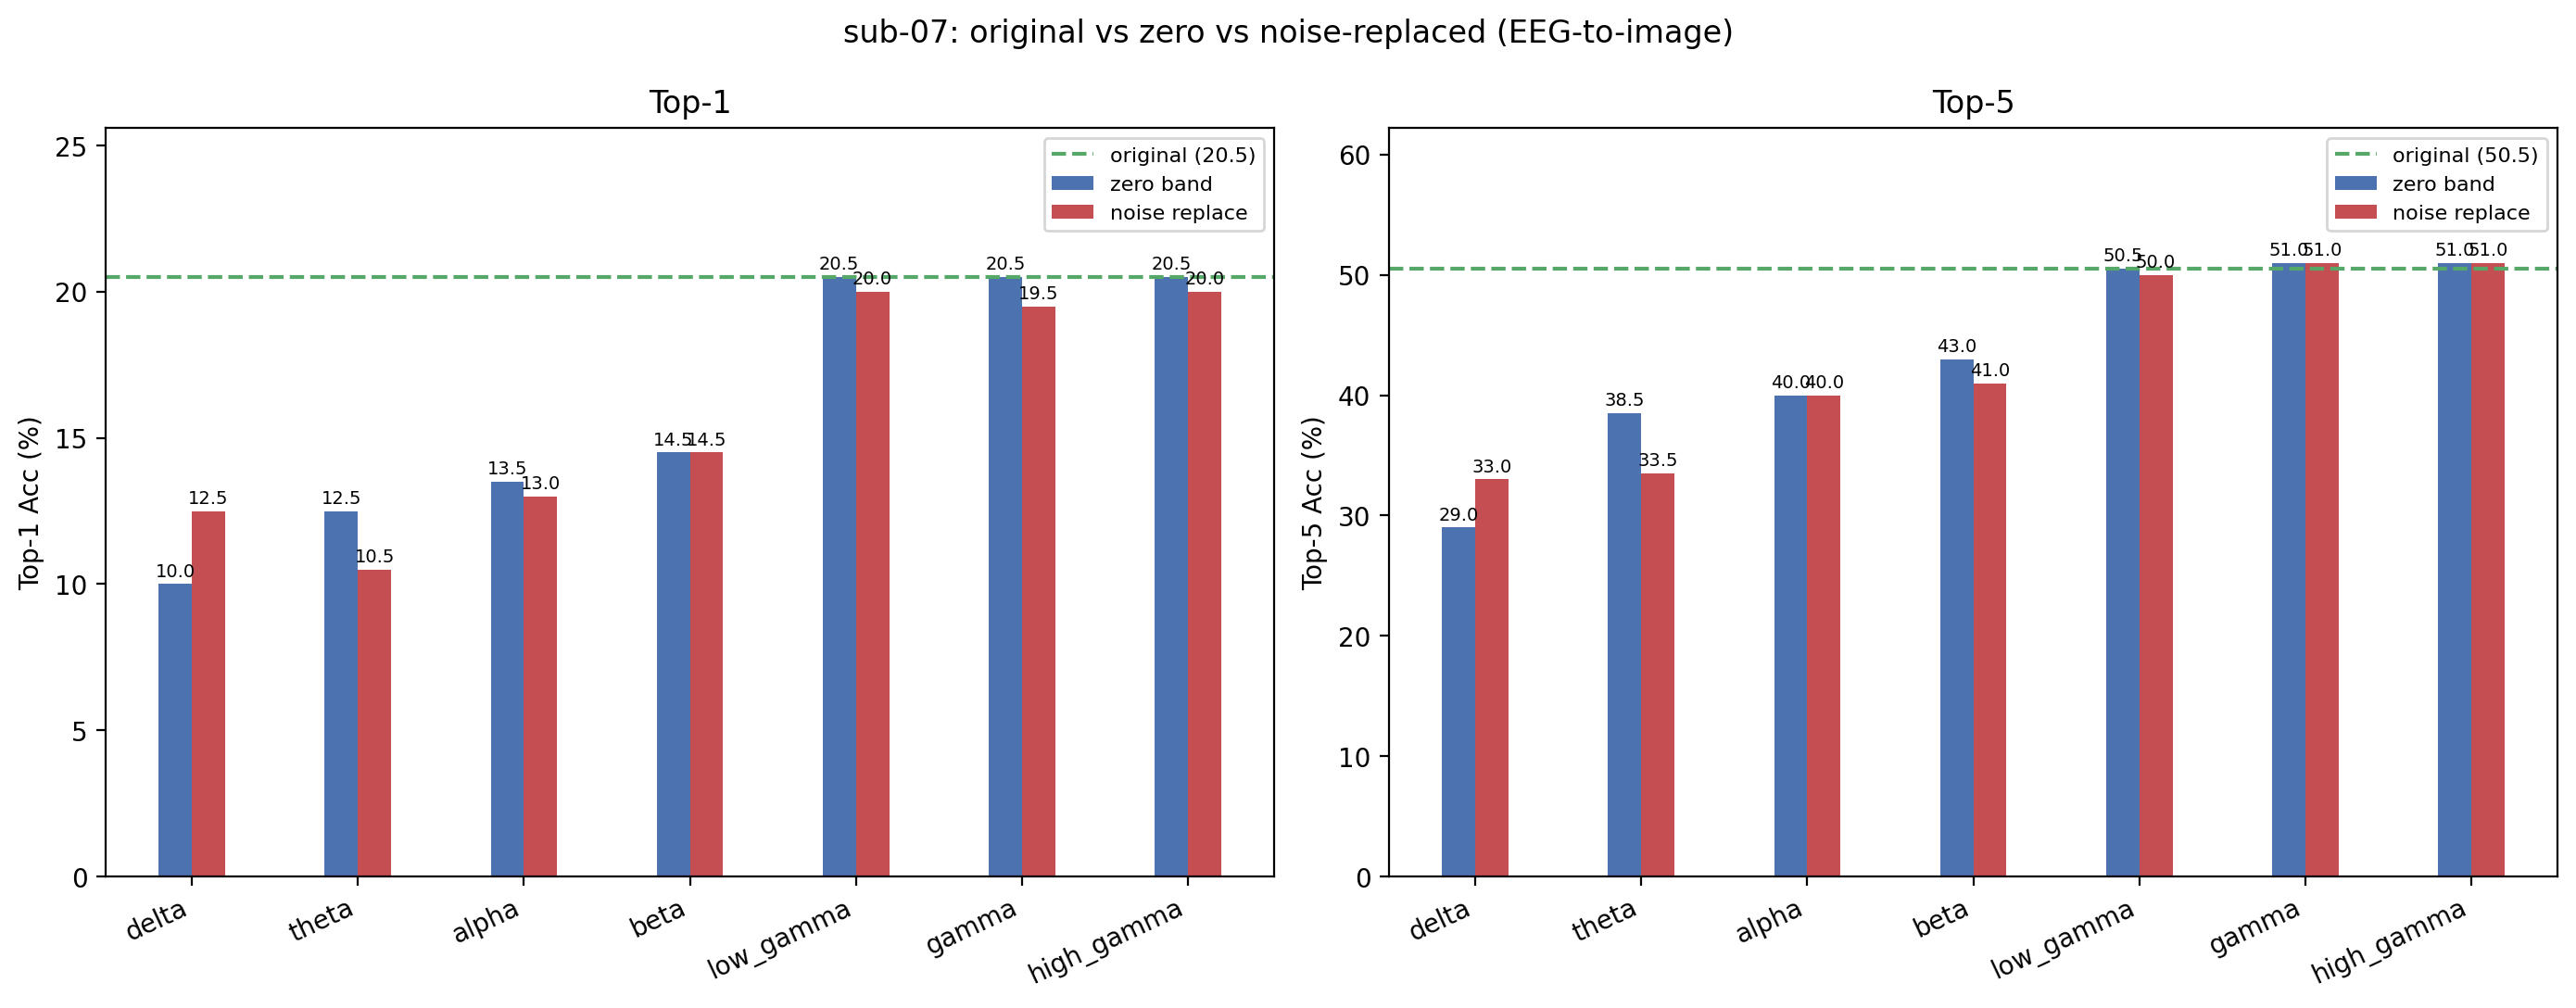 sub-07: original vs zero vs noise-replaced (EEG-to-image)
Top-1
25
20
15
10
5
0
Top-1 Acc (%)
original (20.5)
zero band
noise replace
10.0
12.5
12.5
10.5
13.5
13.0
14.5
14.5
20.5
20.0
20.5
19.5
20.5
20.0
delta
theta
alpha
beta
low_gamma
gamma
high_gamma
Top-5
60
50
40
30
20
10
0
Top-5 Acc (%)
original (50.5)
zero band
noise replace
29.0
33.0
38.5
33.5
40.0
40.0
43.0
41.0
50.5
50.0
51.0
51.0
51.0
51.0
delta
theta
alpha
beta
low_gamma
gamma
high_gamma